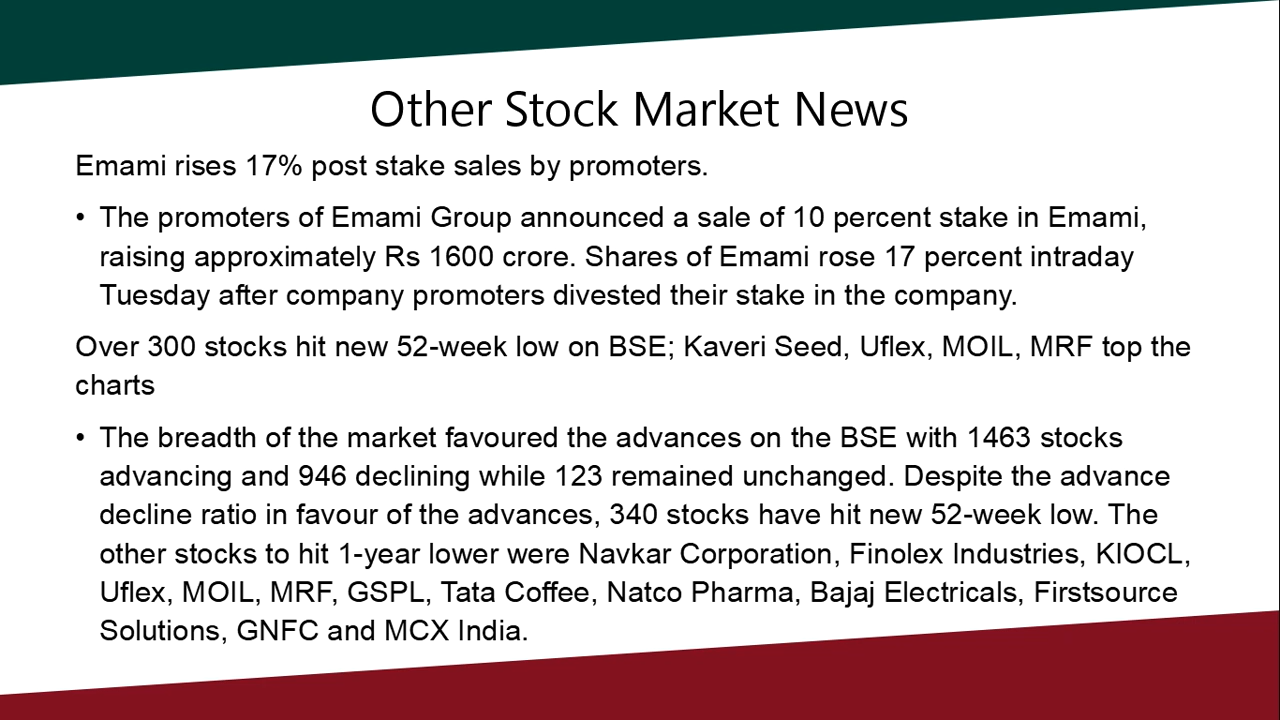 Other Stock Market News
Emami rises 17% post stake sales by promoters.
• The promoters of Emami Group announced a sale of 10 percent stake in Emami,
raising approximately Rs 1600 crore. Shares of Emami rose 17 percent intraday
Tuesday after company promoters divested their stake in the company.
Over 300 stocks hit new 52-week low on BSE; Kaveri Seed, Uflex, MOIL, MRF top the
charts
• The breadth of the market favoured the advances on the BSE with 1463 stocks
advancing and 946 declining while 123 remained unchanged. Despite the advance
decline ratio in favour of the advances, 340 stocks have hit new 52-week low. The
other stocks to hit 1-year lower were Navkar Corporation, Finolex Industries, KIOCL,
Uflex, MOIL, MRF, GSPL, Tata Coffee, Natco Pharma, Bajaj Electricals, Firstsource
Solutions, GNFC and MCX India.